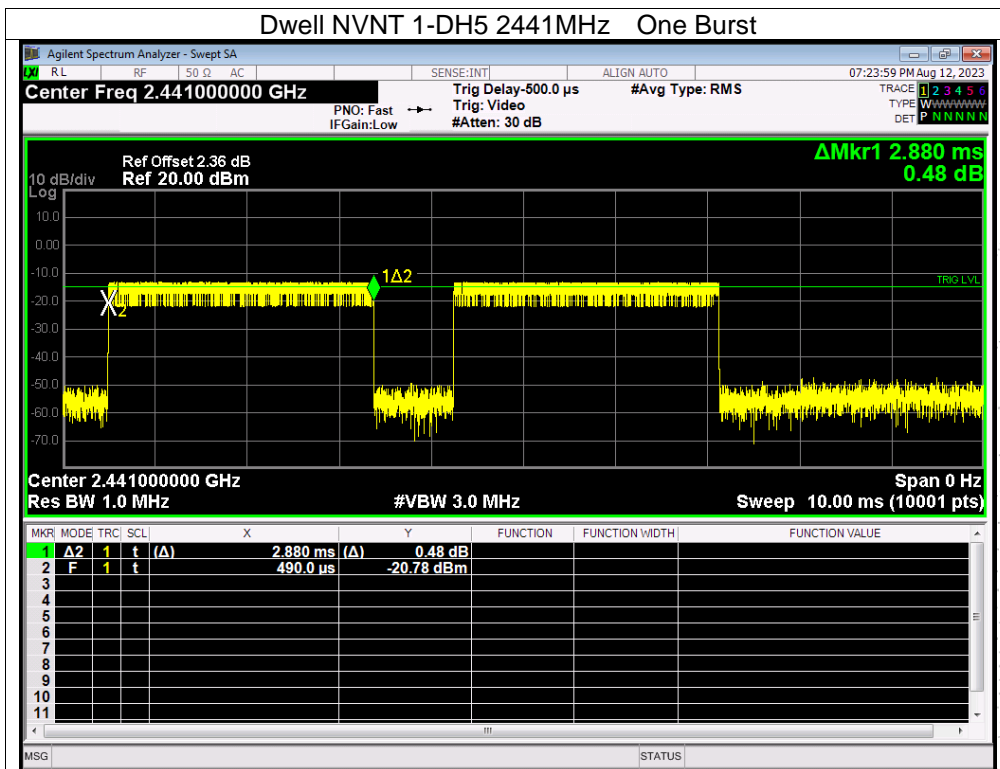 Dwell NVNT 1-DH5 2441MHz One Burst
Agilent Spectrum Analyzer - Swept SA
LXI RL RF 50 Ω AC SENSE:INT ALIGN AUTO 07:23:59 PM Aug 12, 2023
Center Freq 2.441000000 GHz Trig Delay-500.0 µs #Avg Type: RMS TRACE 1 2 3 4 5 6
PNO: Fast Trig: Video TYPE WWWWWW
IFGain:Low #Atten: 30 dB DET P N N N N N
ΔMkr1 2.880 ms
0.48 dB
Ref Offset 2.36 dB
10 dB/div Ref 20.00 dBm
Log
10.0
0.00
-10.0
1Δ2
TRIG LVL
-20.0
X2
-30.0
-40.0
-50.0
-60.0
-70.0
Center 2.441000000 GHz Span 0 Hz
Res BW 1.0 MHz #VBW 3.0 MHz Sweep 10.00 ms (10001 pts)
MKR MODE TRC SCL X Y FUNCTION FUNCTION WIDTH FUNCTION VALUE
1 Δ2 1 t (Δ) 2.880 ms (Δ) 0.48 dB
2 F 1 t 490.0 µs -20.78 dBm
3
4
5
6
7
8
9
10
11
MSG STATUS